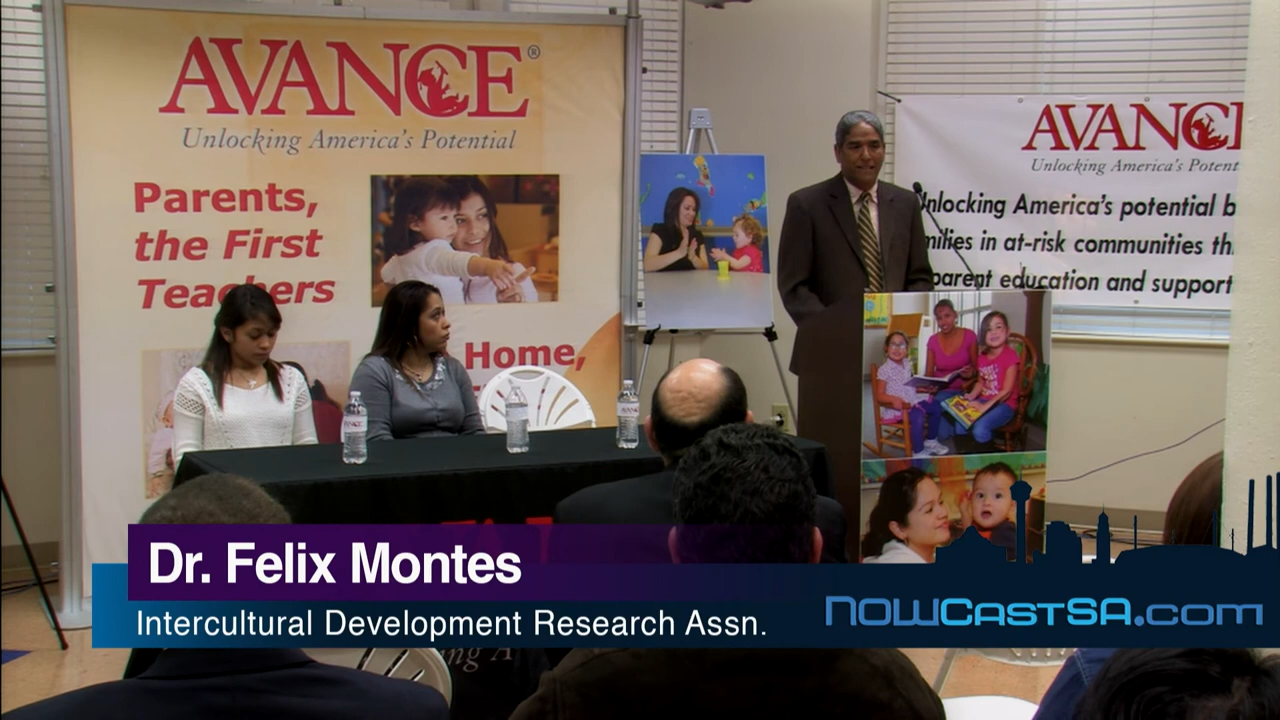 AVANCE®
Unlocking America's Potential
Parents,
the First
Teachers
Home,
AVANCE
Unlocking America's Potent
Unlocking America's potential b
milies in at-risk communities th
parent education and support
Dr. Felix Montes
Intercultural Development Research Assn.
NOWCastSA.com